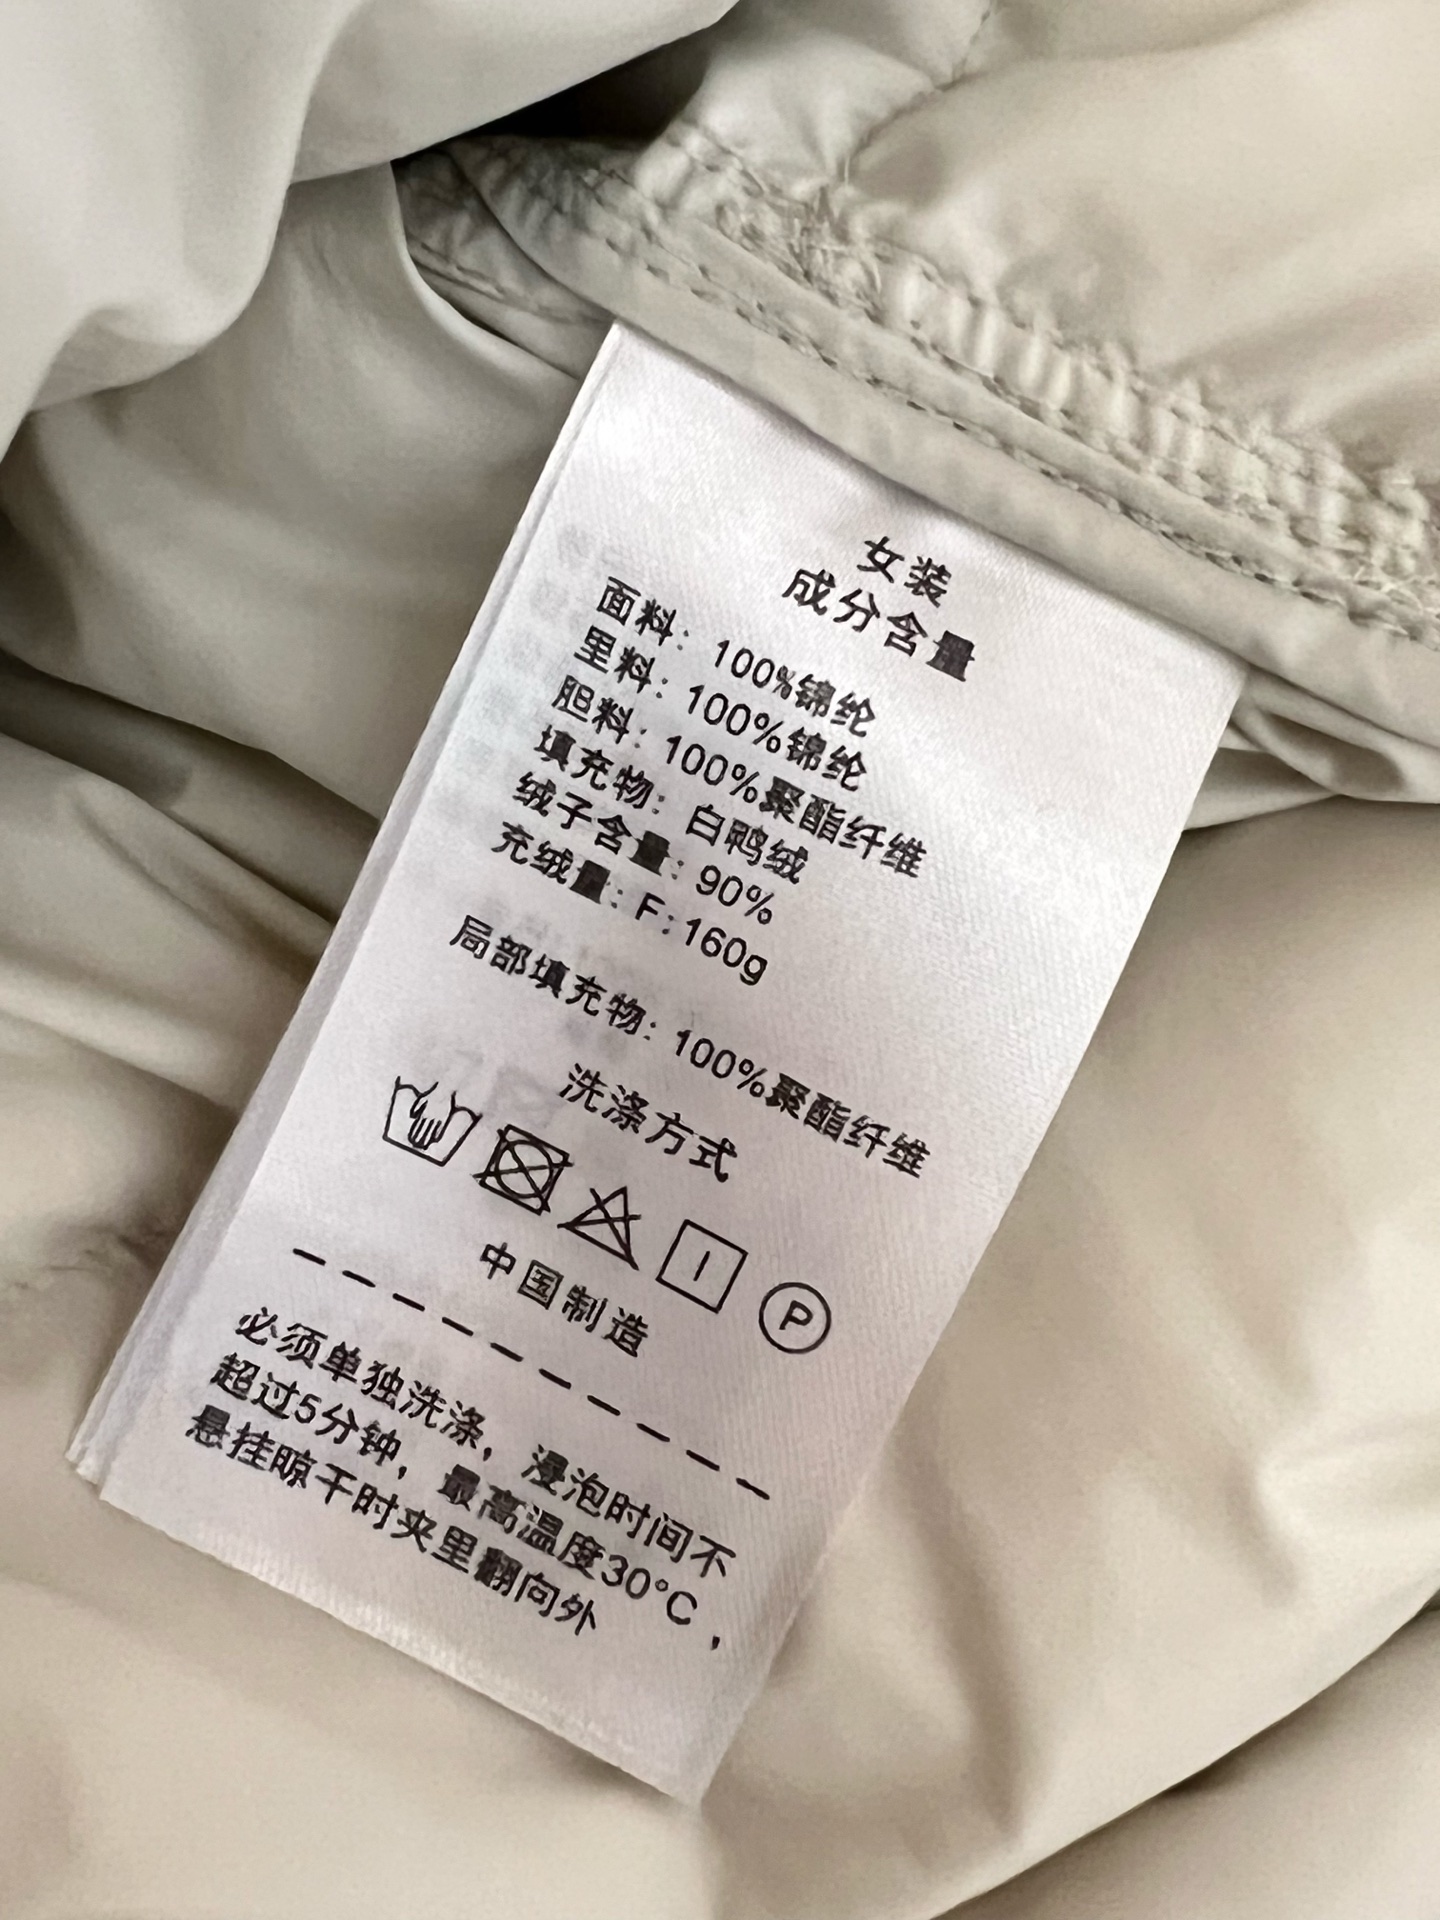 女装
成分含量
面料：100%锦纶
里料：100%锦纶
胆料：100%聚酯纤维
填充物：白鸭绒
绒子含量：90%
充绒量：F：160g
局部填充物：100%聚酯纤维
洗涤方式
P
中国制造
必须单独洗涤，浸泡时间不
超过5分钟，最高温度30°C，
悬挂晾干时夹里翻向外